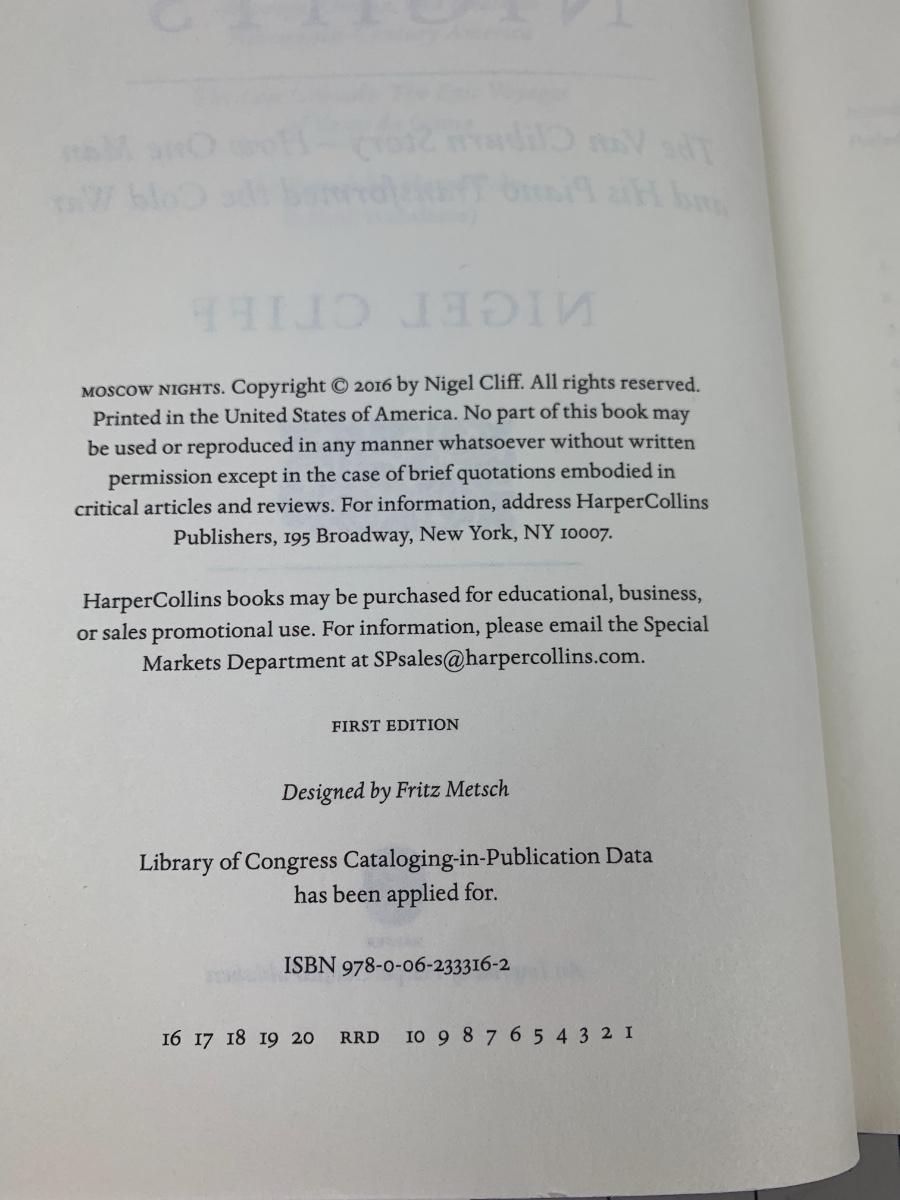 MOSCOW NIGHTS. Copyright © 2016 by Nigel Cliff. All rights reserved.
Printed in the United States of America. No part of this book may
be used or reproduced in any manner whatsoever without written
permission except in the case of brief quotations embodied in
critical articles and reviews. For information, address HarperCollins
Publishers, 195 Broadway, New York, NY 10007.
HarperCollins books may be purchased for educational, business,
or sales promotional use. For information, please email the Special
Markets Department at SPsales@harpercollins.com.
FIRST EDITION
Designed by Fritz Metsch
Library of Congress Cataloging-in-Publication Data
has been applied for.
ISBN 978-0-06-233316-2
16 17 18 19 20 RRD 10 9 8 7 6 5 4 3 2 1